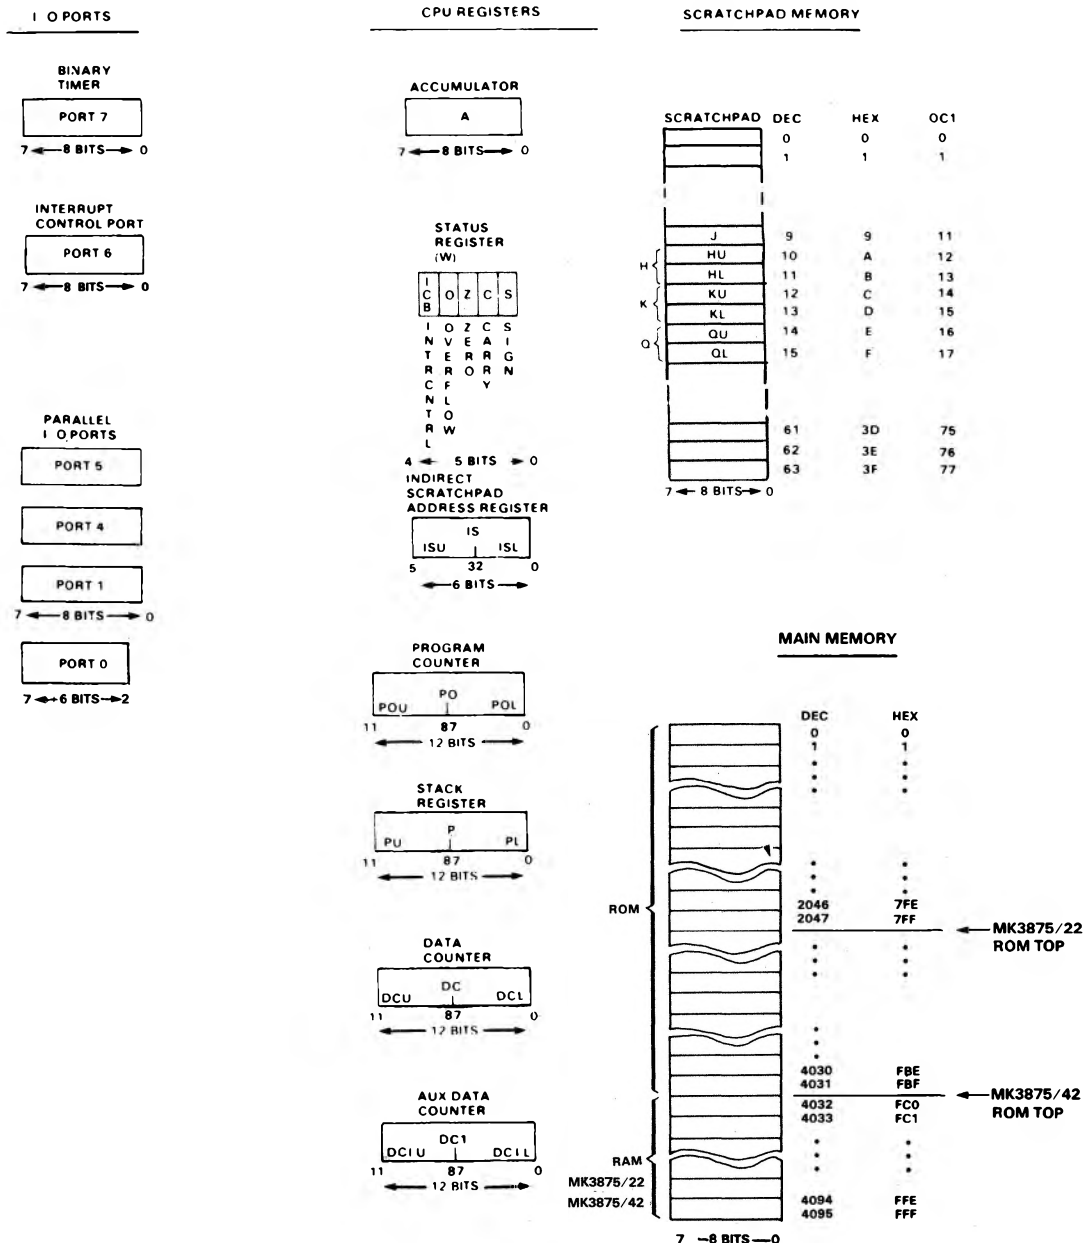 I O PORTS
BINARY
TIMER
PORT 7
7 8 BITS 0
INTERRUPT
CONTROL PORT
PORT 6
7 8 BITS 0
PARALLEL
I O PORTS
PORT 5
PORT 4
PORT 1
7 8 BITS 0
PORT 0
7 6 BITS 2
CPU REGISTERS
ACCUMULATOR
A
7 8 BITS 0
STATUS
REGISTER
(W)
ICB O Z C S
INTRCNTRL
OVERFLOW
ZERO
CARRY
SIGN
4 5 BITS 0
INDIRECT
SCRATCHPAD
ADDRESS REGISTER
IS
ISU ISL
5 32 0
6 BITS
PROGRAM
COUNTER
PO
POU POL
11 87 0
12 BITS
STACK
REGISTER
P
PU PL
11 87 0
12 BITS
DATA
COUNTER
DC
DCU DCL
11 87 0
12 BITS
AUX DATA
COUNTER
DC1
DCIU DCIL
11 87 0
12 BITS
SCRATCHPAD MEMORY
SCRATCHPAD DEC HEX OC1
0 0 0
1 1 1
J 9 9 11
H
HU 10 A 12
HL 11 B 13
K
KU 12 C 14
KL 13 D 15
Q
QU 14 E 16
QL 15 F 17
61 3D 75
62 3E 76
63 3F 77
7 8 BITS 0
MAIN MEMORY
DEC HEX
0 0
1 1
ROM
2046 7FE
2047 7FF
MK3875/22
ROM TOP
4030 FBE
4031 FBF
MK3875/42
ROM TOP
4032 FC0
4033 FC1
RAM
MK3875/22
MK3875/42
4094 FFE
4095 FFF
7 8 BITS 0